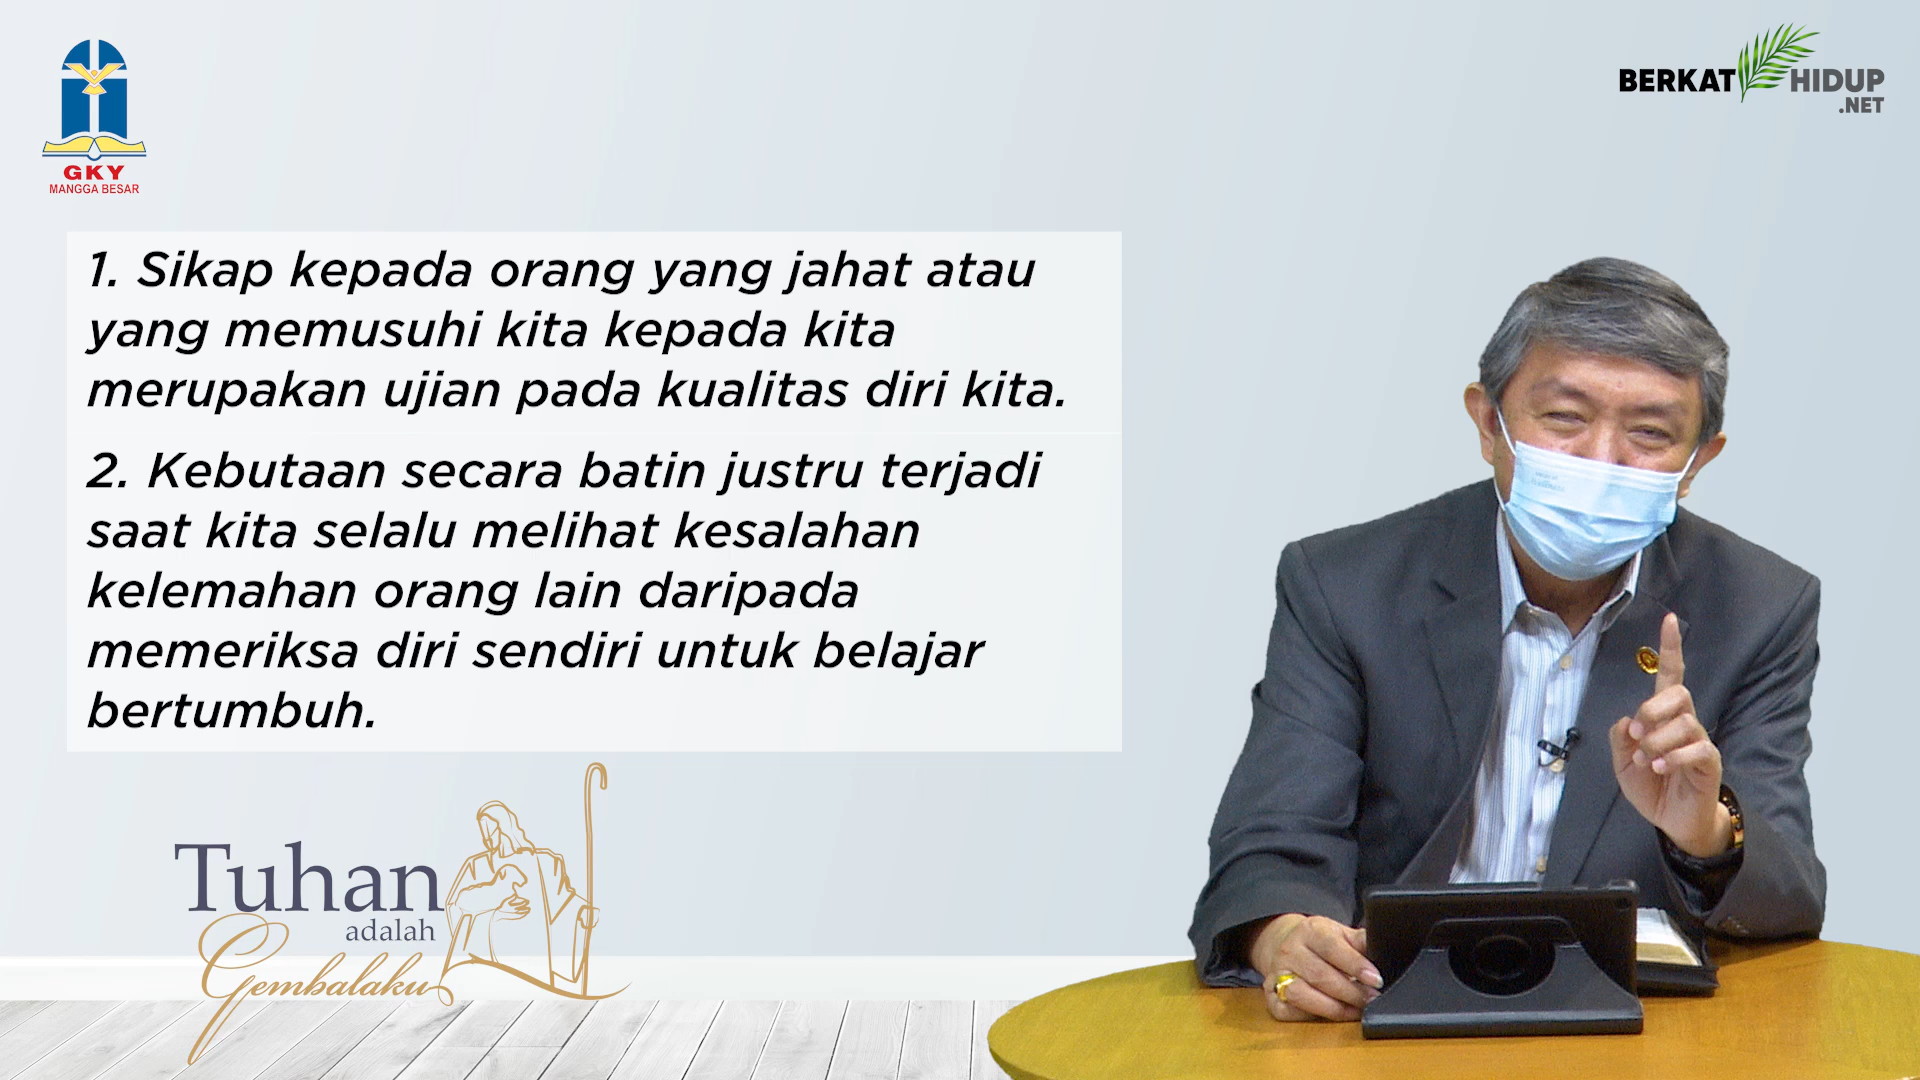 GKY
MANGGA BESAR
BERKAT HIDUP
.NET
1. Sikap kepada orang yang jahat atau
yang memusuhi kita kepada kita
merupakan ujian pada kualitas diri kita.
2. Kebutaan secara batin justru terjadi
saat kita selalu melihat kesalahan
kelemahan orang lain daripada
memeriksa diri sendiri untuk belajar
bertumbuh.
Tuhan
adalah
Gembalaku